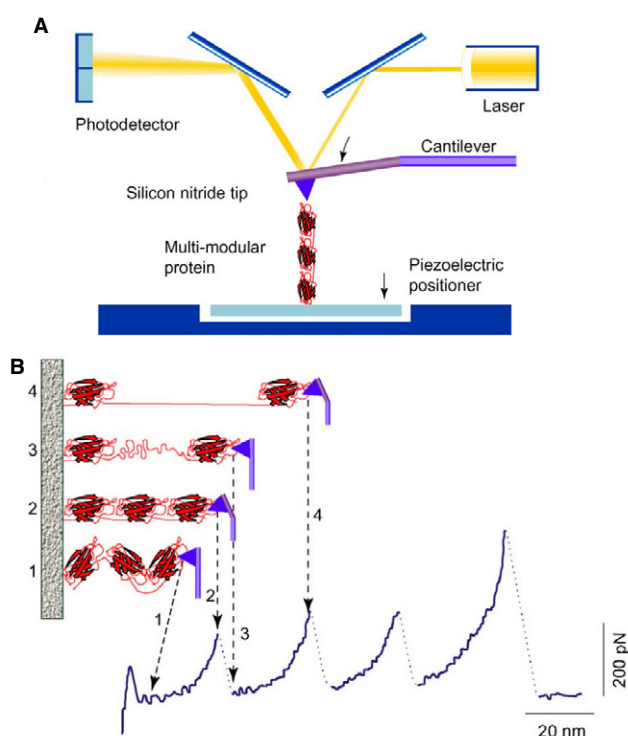 A
Photodetector
Laser
Cantilever
Silicon nitride tip
Multi-modular
protein
Piezoelectric
positioner
B
4
3
2
1
4
2
1
3
200 pN
20 nm